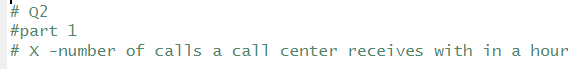 # Q2
#part 1
# X -number of calls a call center receives with in a hour